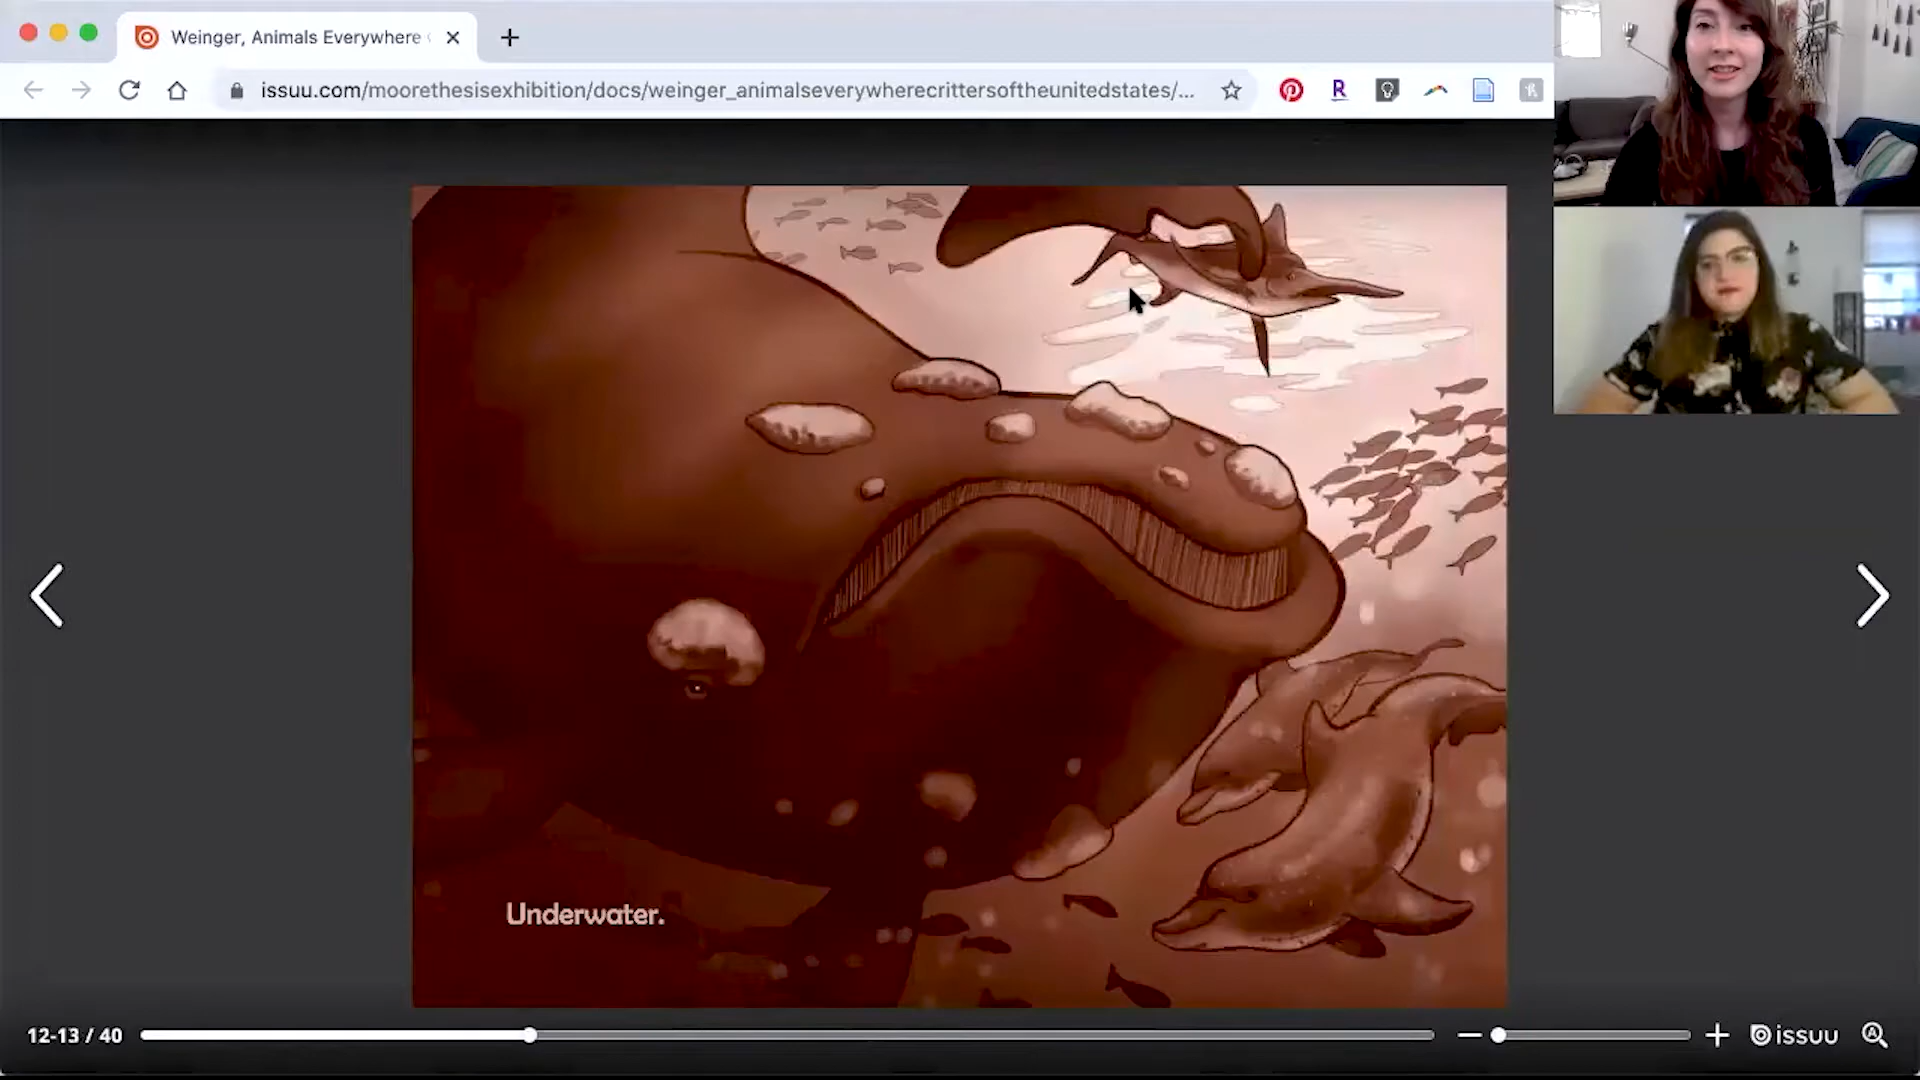 Weinger, Animals Everywhere
issuu.com/moorethesisexhibition/docs/weinger_animalseverywherecrittersoftheunitedstates/...
R
Underwater.
12-13 / 40
issuu